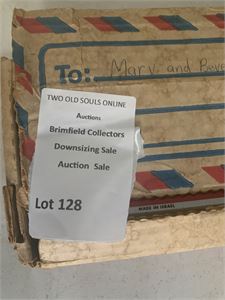 To: Mary and
TWO OLD SOULS ONLINE
Auctions
Brimfield Collectors
Downsizing Sale
Auction Sale
Lot 128
MADE IN ISRAEL